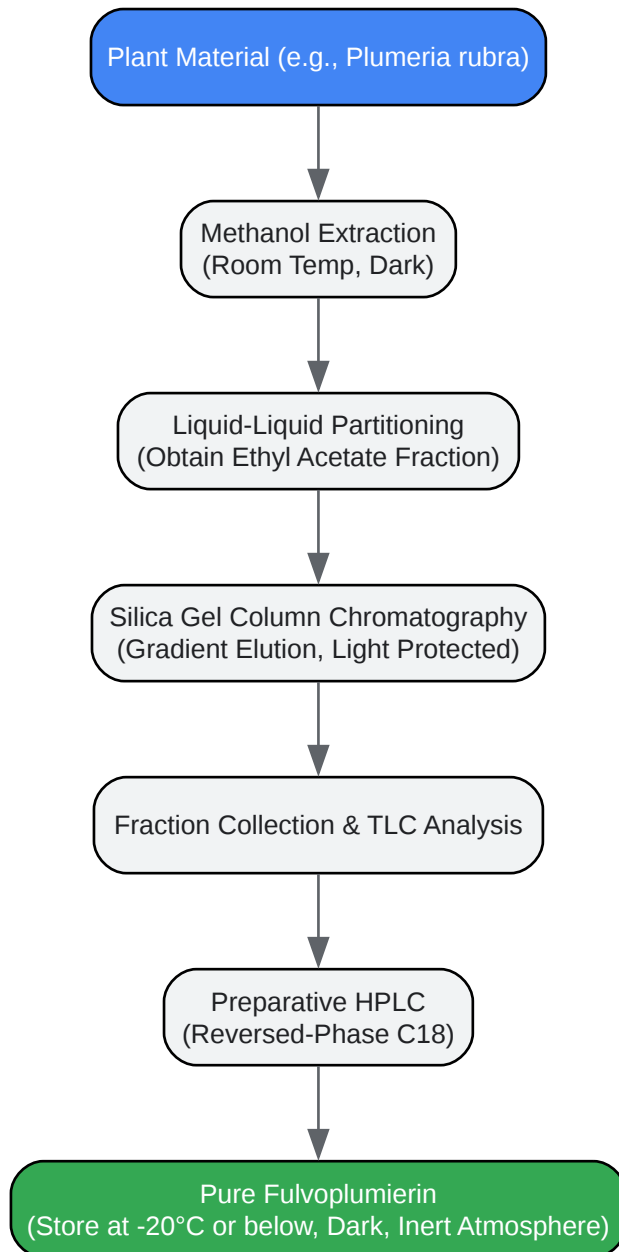 Plant Material (e.g., Plumeria rubra)
Methanol Extraction
(Room Temp, Dark)
Liquid-Liquid Partitioning
(Obtain Ethyl Acetate Fraction)
Silica Gel Column Chromatography
(Gradient Elution, Light Protected)
Fraction Collection & TLC Analysis
Preparative HPLC
(Reversed-Phase C18)
Pure Fulvoplumierin
(Store at -20°C or below, Dark, Inert Atmosphere)